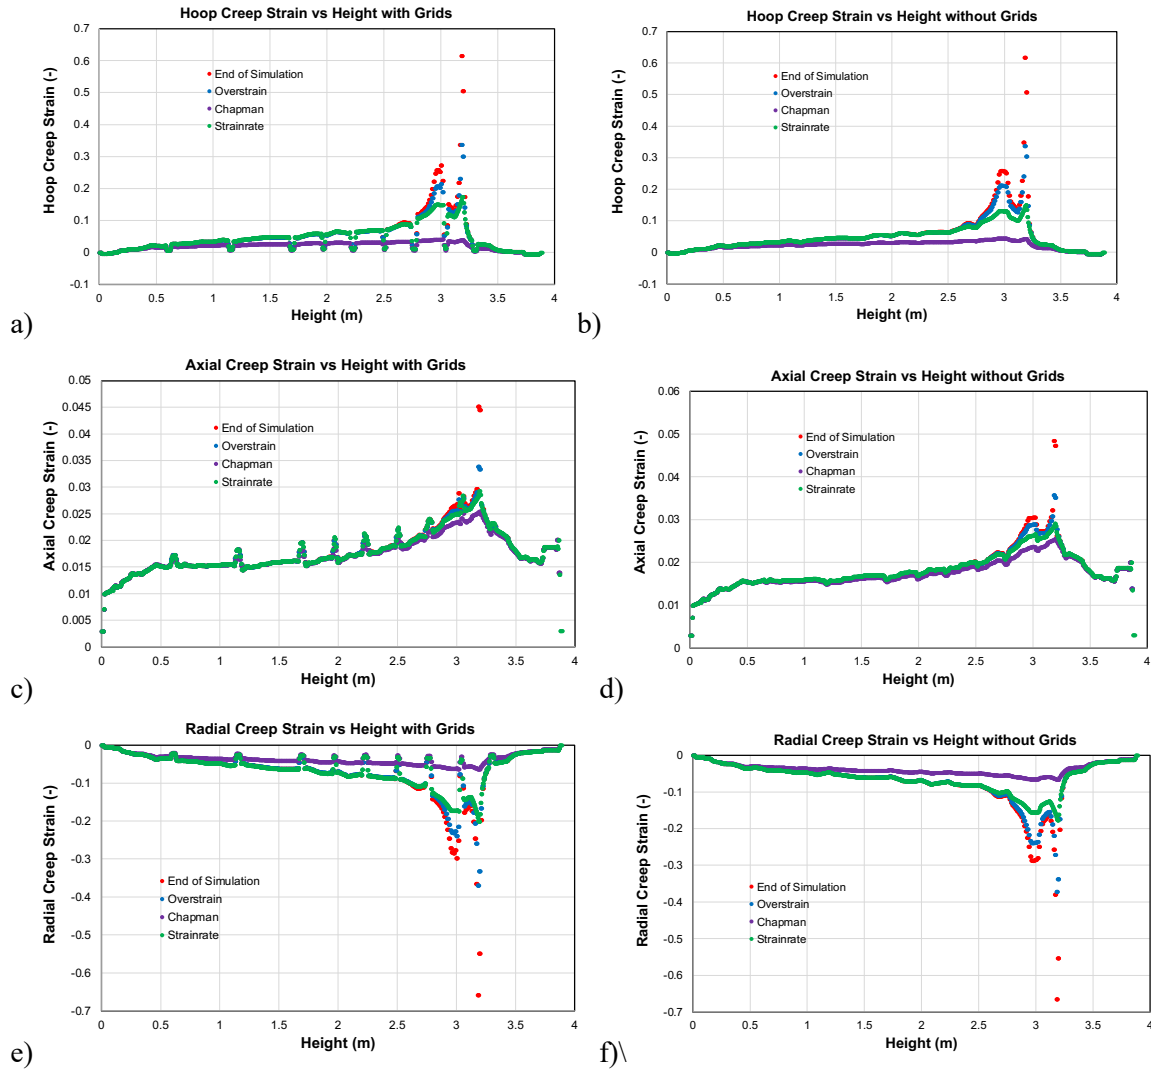 Hoop Creep Strain vs Height with Grids
0.7
0.6
0.5
0.4
0.3
0.2
0.1
0
-0.1
Hoop Creep Strain (-)
End of Simulation
Overstrain
Chapman
Strainrate
0 0.5 1 1.5 2 2.5 3 3.5 4
Height (m)
a)
Hoop Creep Strain vs Height without Grids
0.7
0.6
0.5
0.4
0.3
0.2
0.1
0
-0.1
Hoop Creep Strain (-)
End of Simulation
Overstrain
Chapman
Strainrate
0 0.5 1 1.5 2 2.5 3 3.5 4
Height (m)
b)
Axial Creep Strain vs Height with Grids
0.05
0.045
0.04
0.035
0.03
0.025
0.02
0.015
0.01
0.005
0
Axial Creep Strain (-)
End of Simulation
Overstrain
Chapman
Strainrate
0 0.5 1 1.5 2 2.5 3 3.5 4
Height (m)
c)
Axial Creep Strain vs Height without Grids
0.06
0.05
0.04
0.03
0.02
0.01
0
Axial Creep Strain (-)
End of Simulation
Overstrain
Chapman
Strainrate
0 0.5 1 1.5 2 2.5 3 3.5 4
Height (m)
d)
Radial Creep Strain vs Height with Grids
0
-0.1
-0.2
-0.3
-0.4
-0.5
-0.6
-0.7
Radial Creep Strain (-)
End of Simulation
Overstrain
Chapman
Strainrate
0 0.5 1 1.5 2 2.5 3 3.5 4
Height (m)
e)
Radial Creep Strain vs Height without Grids
0
-0.1
-0.2
-0.3
-0.4
-0.5
-0.6
-0.7
Radial Creep Strain (-)
End of Simulation
Overstrain
Chapman
Strainrate
0 0.5 1 1.5 2 2.5 3 3.5 4
Height (m)
f)\